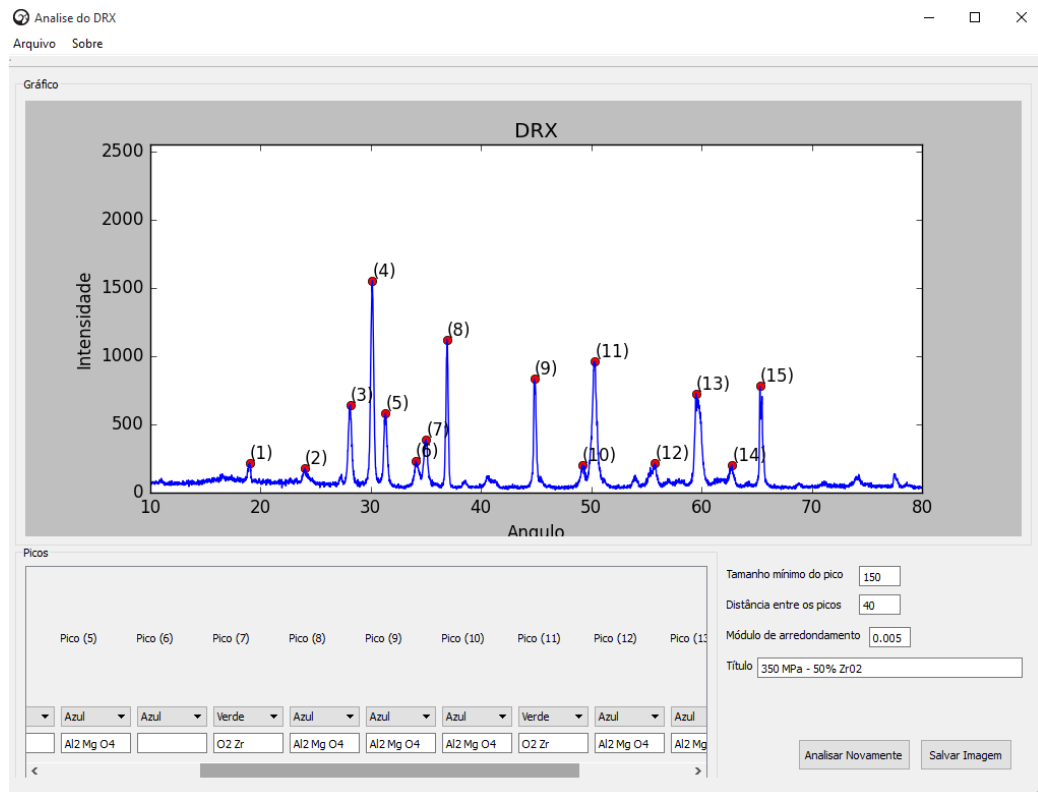 Analise do DRX
Arquivo Sobre
Gráfico
DRX
2500
2000
1500
1000
500
0
Intensidade
(1) (2) (3) (4) (5) (6) (7) (8) (9) (10) (11) (12) (13) (14) (15)
10 20 30 40 50 60 70 80
Angulo
Picos
Pico (5) Pico (6) Pico (7) Pico (8) Pico (9) Pico (10) Pico (11) Pico (12) Pico (13
Azul Azul Verde Azul Azul Azul Verde Azul Azul
Al2 Mg O4 O2 Zr Al2 Mg O4 Al2 Mg O4 Al2 Mg O4 O2 Zr Al2 Mg O4 Al2 Mg
Tamanho mínimo do pico 150
Distância entre os picos 40
Módulo de arredondamento 0.005
Título 350 MPa - 50% Zr02
Analisar Novamente Salvar Imagem